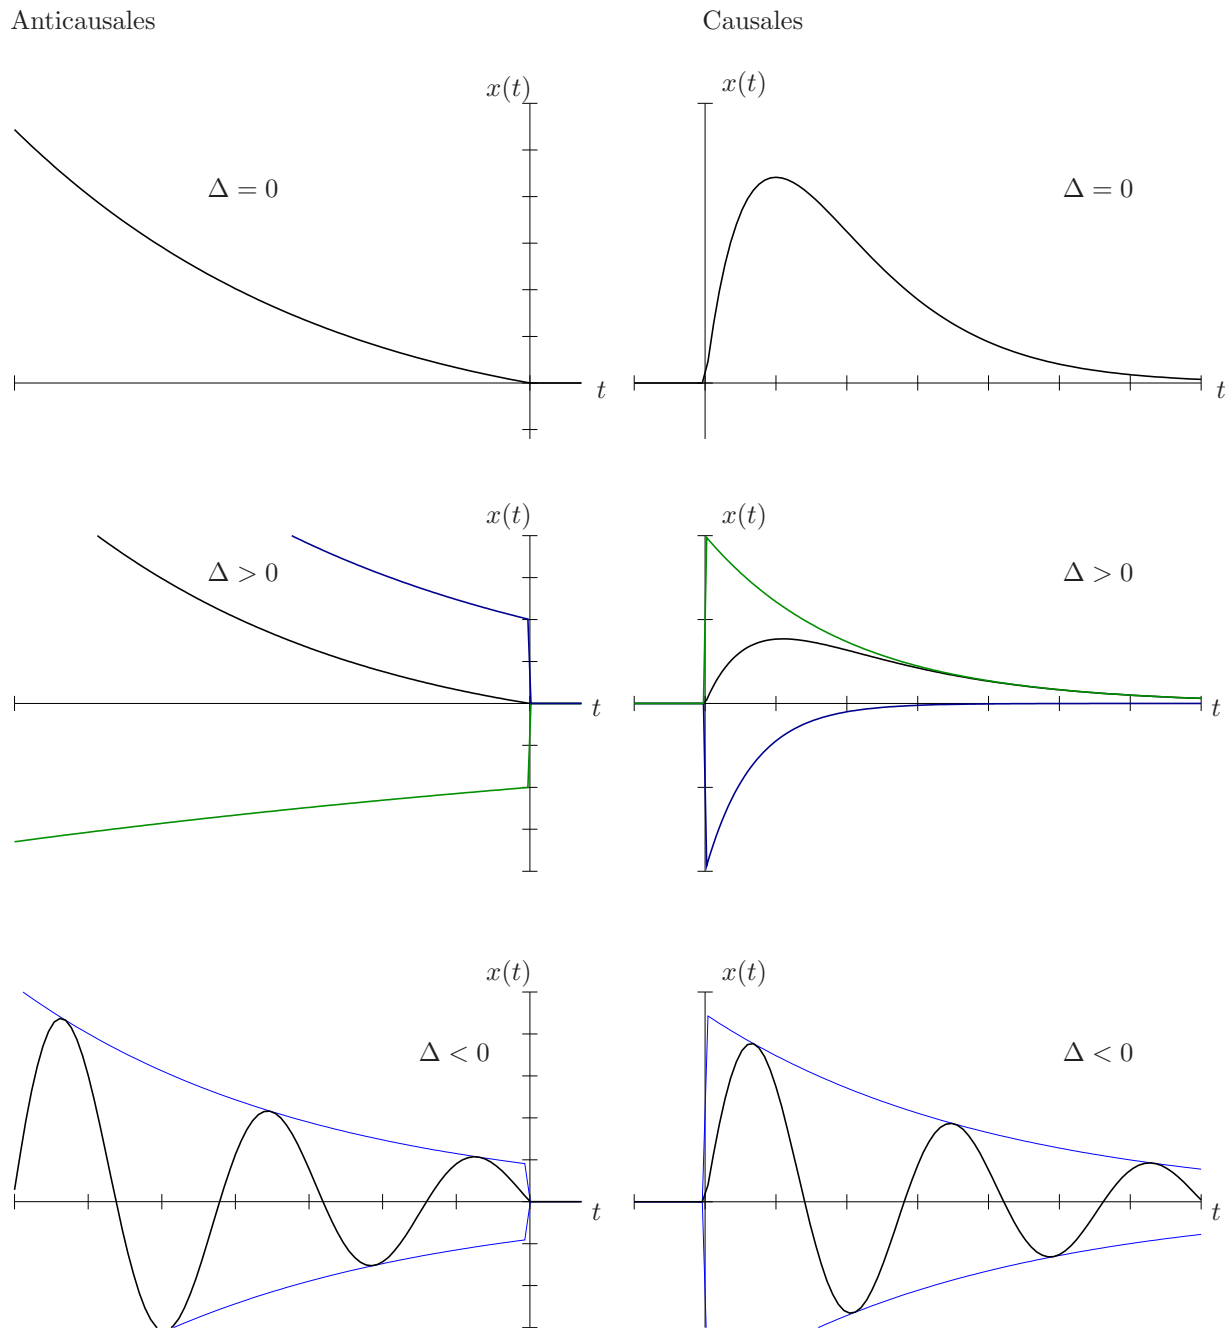 Anticausales
Causales
x(t)
x(t)
Δ = 0
Δ = 0
t
t
x(t)
x(t)
Δ > 0
Δ > 0
t
t
x(t)
x(t)
Δ < 0
Δ < 0
t
t